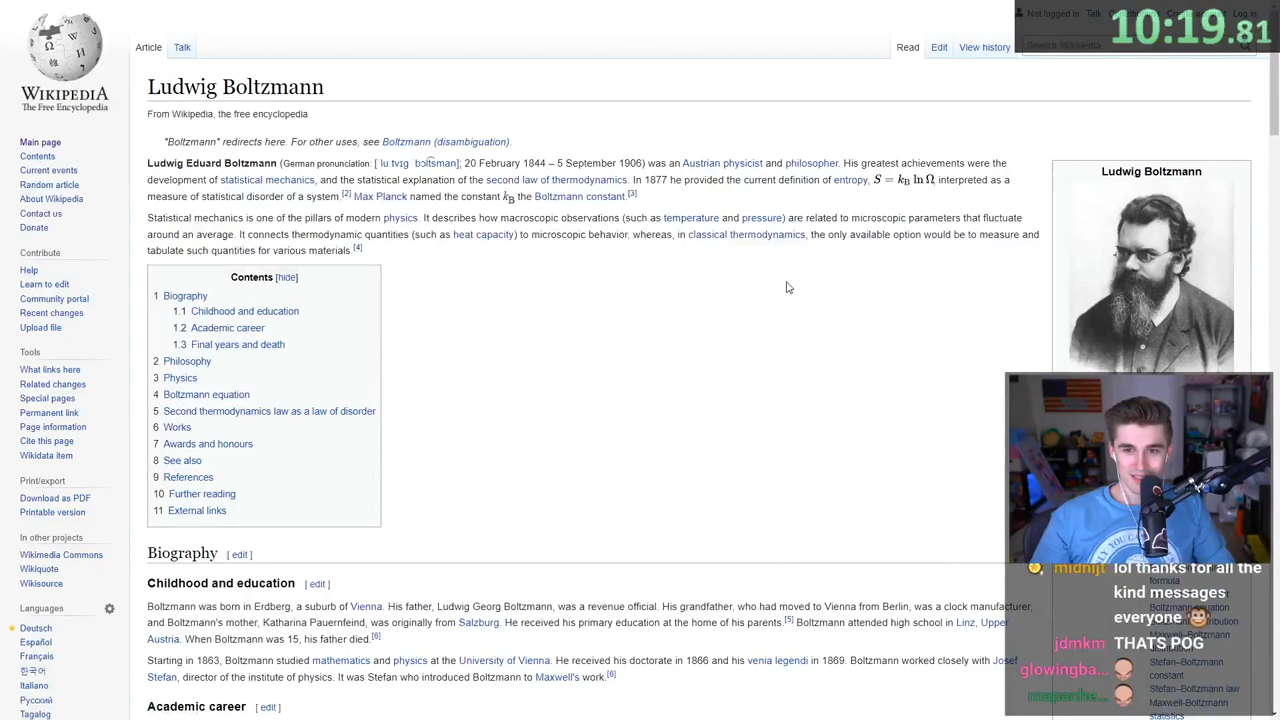 WIKIPEDIA
The Free Encyclopedia
Main page
Contents
Current events
Random article
About Wikipedia
Contact us
Donate
Contribute
Help
Learn to edit
Community portal
Recent changes
Upload file
Tools
What links here
Related changes
Special pages
Permanent link
Page information
Cite this page
Wikidata item
Print/export
Download as PDF
Printable version
In other projects
Wikimedia Commons
Wikiquote
Wikisource
Languages
Deutsch
Español
Français
한국어
Italiano
Русский
Tagalog
Article Talk
Read Edit View history
Not logged in Talk Log in
Search Wikipedia
10:19.81
Ludwig Boltzmann
From Wikipedia, the free encyclopedia
"Boltzmann" redirects here. For other uses, see Boltzmann (disambiguation).
Ludwig Eduard Boltzmann (German pronunciation: [ˈluːtvɪɡ ˈbɔlt͡sman]; 20 February 1844 – 5 September 1906) was an Austrian physicist and philosopher. His greatest achievements were the
development of statistical mechanics, and the statistical explanation of the second law of thermodynamics. In 1877 he provided the current definition of entropy, S = kB ln Ω, interpreted as a
measure of statistical disorder of a system.[2] Max Planck named the constant kB the Boltzmann constant.[3]
Statistical mechanics is one of the pillars of modern physics. It describes how macroscopic observations (such as temperature and pressure) are related to microscopic parameters that fluctuate
around an average. It connects thermodynamic quantities (such as heat capacity) to microscopic behavior, whereas, in classical thermodynamics, the only available option would be to measure and
tabulate such quantities for various materials.[4]
Contents [hide]
1 Biography
1.1 Childhood and education
1.2 Academic career
1.3 Final years and death
2 Philosophy
3 Physics
4 Boltzmann equation
5 Second thermodynamics law as a law of disorder
6 Works
7 Awards and honours
8 See also
9 References
10 Further reading
11 External links
Biography [ edit ]
Childhood and education [ edit ]
Boltzmann was born in Erdberg, a suburb of Vienna. His father, Ludwig Georg Boltzmann, was a revenue official. His grandfather, who had moved to Vienna from Berlin, was a clock manufacturer,
and Boltzmann's mother, Katharina Pauernfeind, was originally from Salzburg. He received his primary education at the home of his parents.[5] Boltzmann attended high school in Linz, Upper
Austria. When Boltzmann was 15, his father died.[6]
Starting in 1863, Boltzmann studied mathematics and physics at the University of Vienna. He received his doctorate in 1866 and his venia legendi in 1869. Boltzmann worked closely with Josef
Stefan, director of the institute of physics. It was Stefan who introduced Boltzmann to Maxwell's work.[6]
Academic career [ edit ]
Ludwig Boltzmann
midnijt lol thanks for all the
kind messages
everyone
jdmkm THATS POG
glowingba...
mapache...
formula
Stefan–Boltzmann
constant
Stefan–Boltzmann law
Maxwell-Boltzmann
statistics